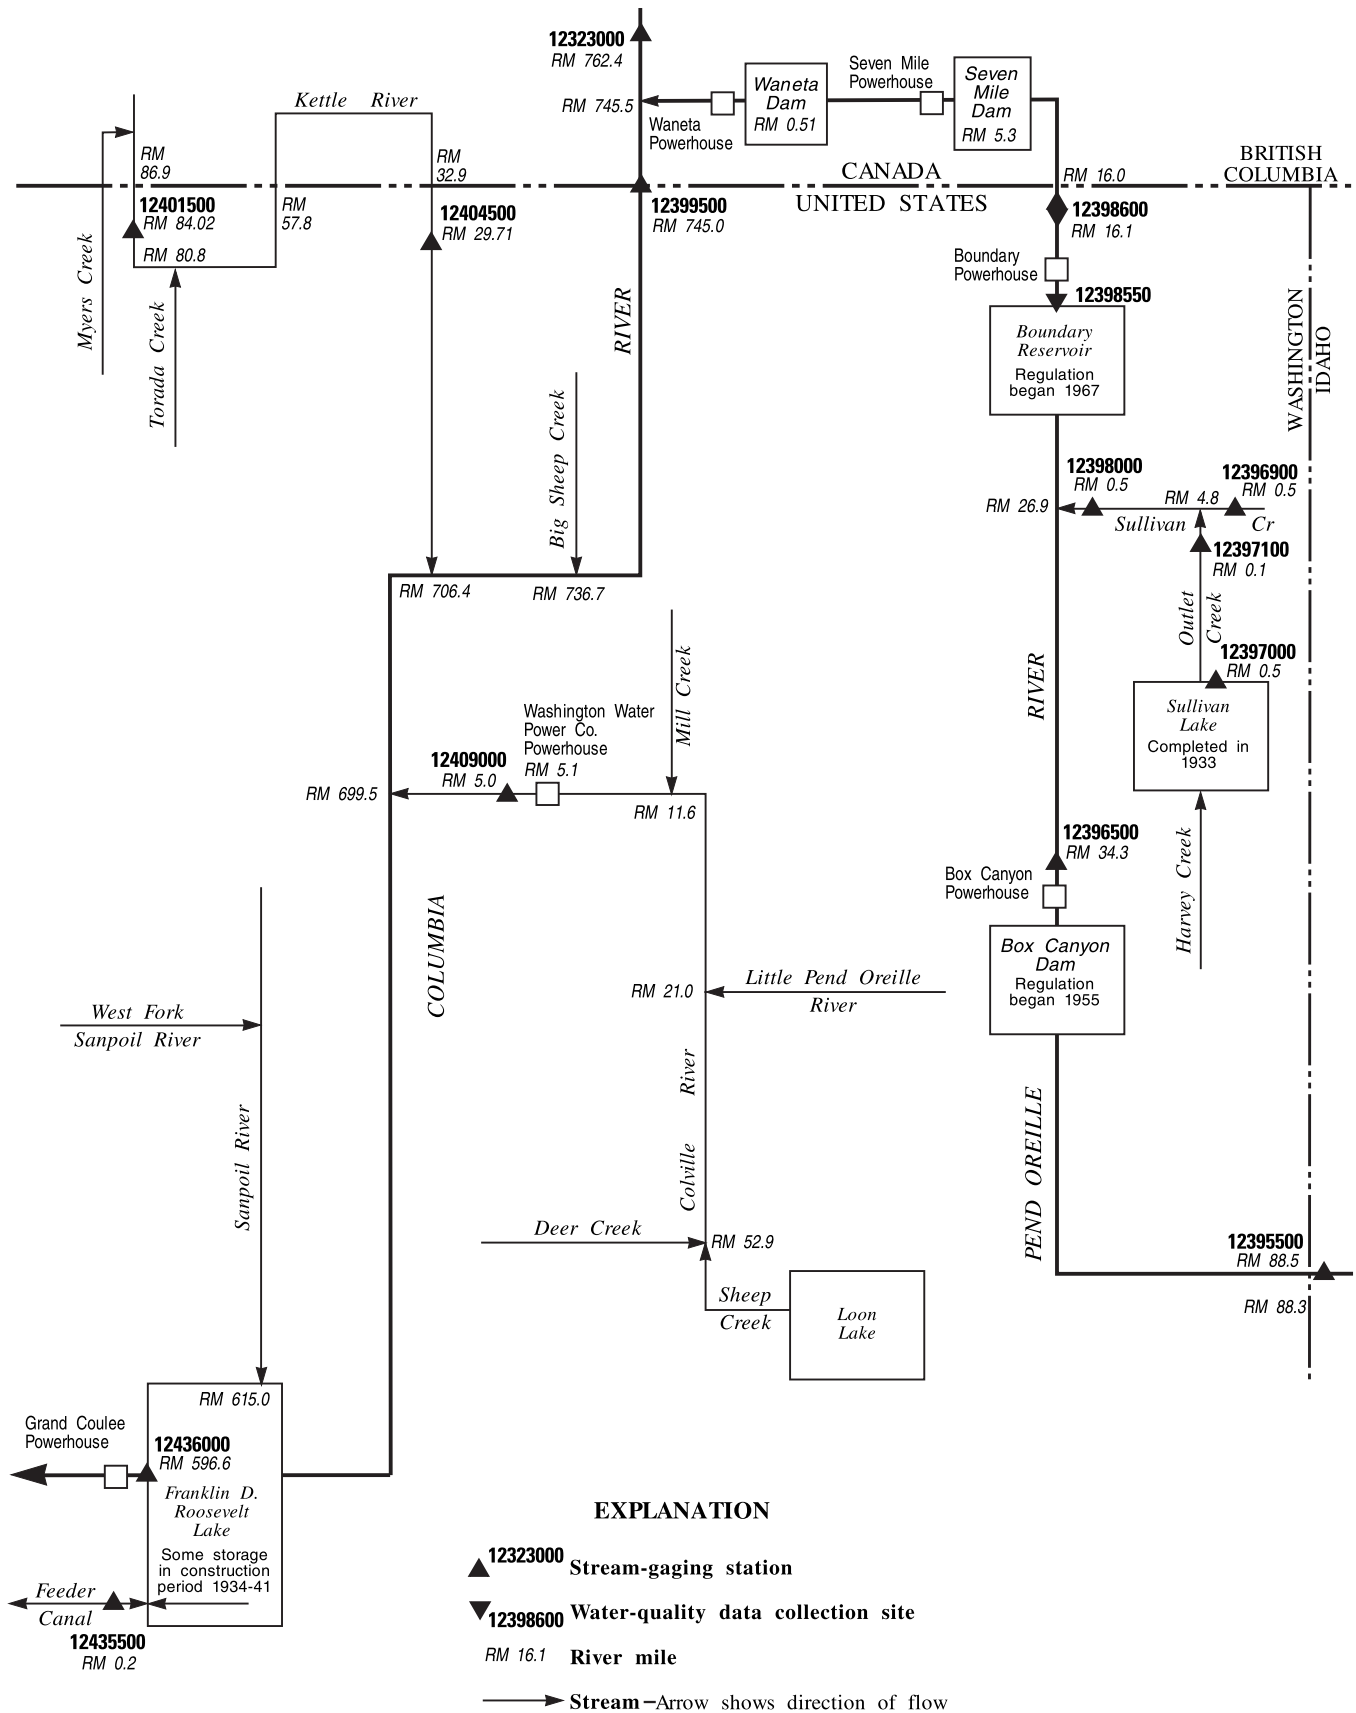 12323000
RM 762.4
Kettle River
RM 745.5
Waneta
Powerhouse
Waneta
Dam
RM 0.51
Seven Mile
Powerhouse
Seven
Mile
Dam
RM 5.3
RM
86.9
RM
32.9
CANADA
UNITED STATES
RM 16.0
BRITISH
COLUMBIA
12401500
RM 84.02
RM
57.8
12404500
RM 29.71
12399500
RM 745.0
12398600
RM 16.1
RM 80.8
Myers Creek
Torada Creek
Boundary
Powerhouse
12398550
RIVER
Boundary
Reservoir
Regulation
began 1967
WASHINGTON
IDAHO
Big Sheep Creek
12398000
RM 0.5
12396900
RM 0.5
RM 26.9
RM 4.8
Sullivan Cr
12397100
RM 0.1
RM 706.4
RM 736.7
Outlet
Creek
12397000
RM 0.5
RIVER
Mill Creek
Sullivan
Lake
Completed in
1933
Washington Water
Power Co.
Powerhouse
RM 5.1
12409000
RM 5.0
RM 699.5
RM 11.6
12396500
RM 34.3
Box Canyon
Powerhouse
Harvey Creek
COLUMBIA
Box Canyon
Dam
Regulation
began 1955
RM 21.0
Little Pend Oreille
River
West Fork
Sanpoil River
Colville River
Sanpoil River
PEND OREILLE
Deer Creek
RM 52.9
12395500
RM 88.5
Sheep
Creek
Loon
Lake
RM 88.3
RM 615.0
Grand Coulee
Powerhouse
12436000
RM 596.6
Franklin D.
Roosevelt
Lake
Some storage
in construction
period 1934-41
Feeder
Canal
12435500
RM 0.2
EXPLANATION
12323000 Stream-gaging station
12398600 Water-quality data collection site
RM 16.1 River mile
Stream–Arrow shows direction of flow